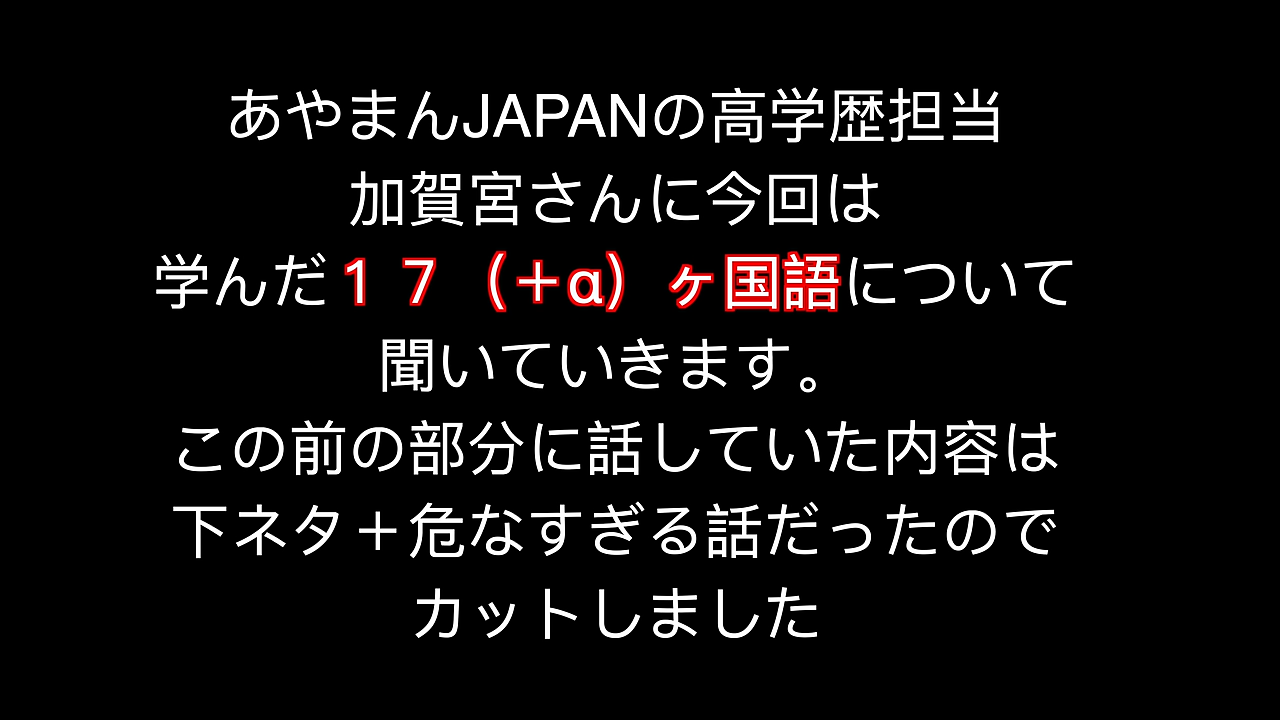 あやまんJAPANの高学歴担当
加賀宮さんに今回は
学んだ１７（＋α）ヶ国語について
聞いていきます。
この前の部分に話していた内容は
下ネタ＋危なすぎる話だったので
カットしました